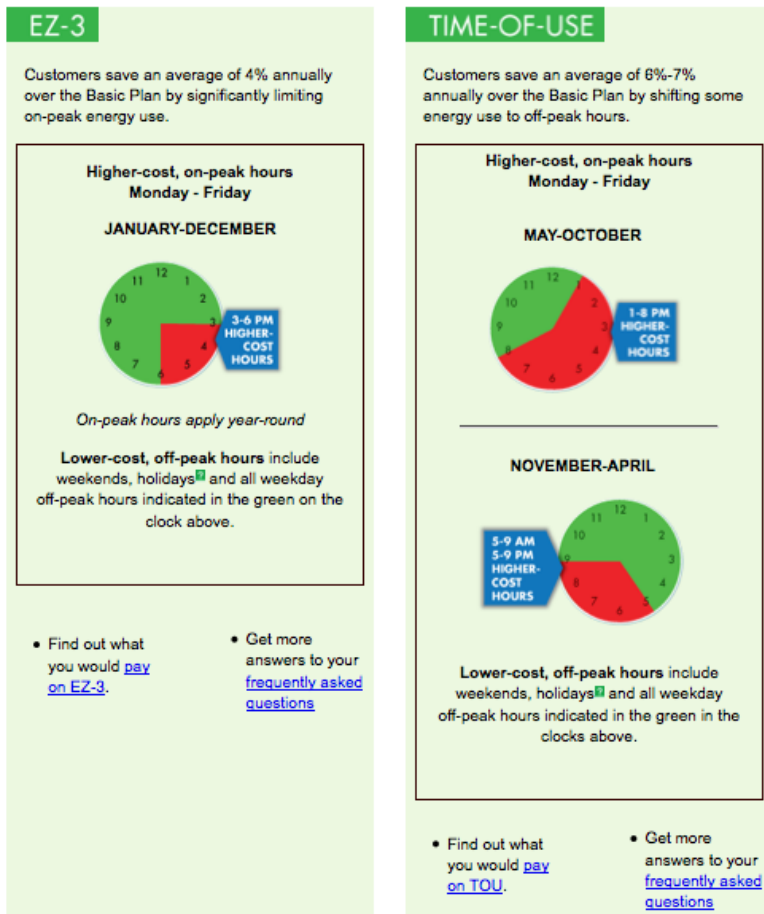 EZ-3
Customers save an average of 4% annually
over the Basic Plan by significantly limiting
on-peak energy use.
Higher-cost, on-peak hours
Monday - Friday
JANUARY-DECEMBER
12
11 1
10 2
9 3
8 4
7 5
6
3-6 PM
HIGHER-
COST
HOURS
On-peak hours apply year-round
Lower-cost, off-peak hours include
weekends, holidays? and all weekday
off-peak hours indicated in the green on the
clock above.
• Find out what
you would pay
on EZ-3.
• Get more
answers to your
frequently asked
questions
TIME-OF-USE
Customers save an average of 6%-7%
annually over the Basic Plan by shifting some
energy use to off-peak hours.
Higher-cost, on-peak hours
Monday - Friday
MAY-OCTOBER
12
11 1
10 2
9 3
8 4
7 5
6
1-8 PM
HIGHER-
COST
HOURS
NOVEMBER-APRIL
12
11 1
10 2
9 3
8 4
7 5
6
5-9 AM
5-9 PM
HIGHER-
COST
HOURS
Lower-cost, off-peak hours include
weekends, holidays? and all weekday
off-peak hours indicated in the green in the
clocks above.
• Find out what
you would pay
on TOU.
• Get more
answers to your
frequently asked
questions